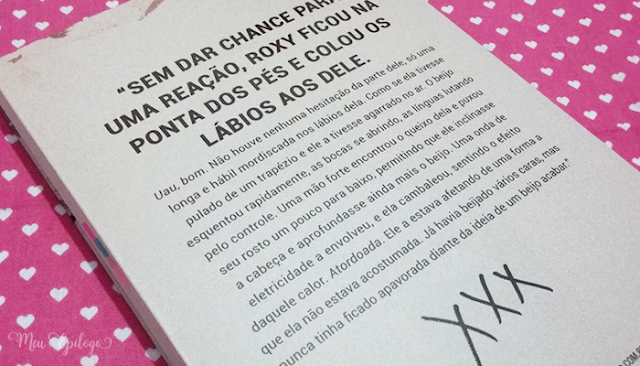 "SEM DAR CHANCE PARA
UMA REAÇÃO, ROXY FICOU NA
PONTA DOS PÉS E COLOU OS
LÁBIOS AOS DELE.
Uau, bom. Não houve nenhuma hesitação da parte dele, só uma
longa e hábil mordiscada nos lábios dela. Como se ela tivesse
pulado de um trapézio e ele a tivesse agarrado no ar. O beijo
esquentou rapidamente, as bocas se abrindo, as línguas lutando
pelo controle. Uma mão forte encontrou o queixo dela e puxou
seu rosto um pouco para baixo, permitindo que ele inclinasse
a cabeça e aprofundasse ainda mais o beijo. Uma onda de
eletricidade a envolveu, e ela cambaleou, sentindo o efeito
daquele calor. Atordoada. Ele a estava afetando de uma forma a
que ela não estava acostumada. Já havia beijado vários caras, mas
nunca tinha ficado apavorada diante da ideia de um beijo acabar."
XXX
Meu Epílogo